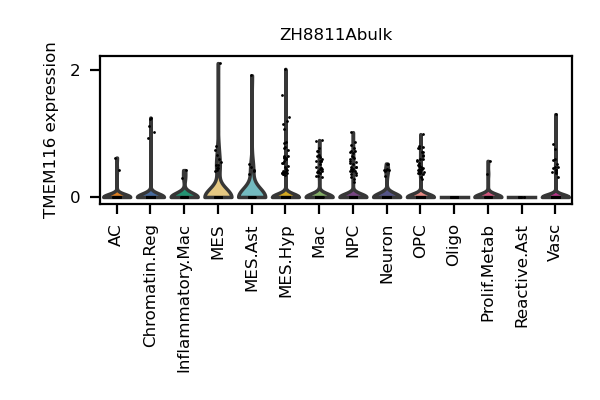 ZH8811Abulk
TMEM116 expression
2
0
AC
Chromatin.Reg
Inflammatory.Mac
MES
MES.Ast
MES.Hyp
Mac
NPC
Neuron
OPC
Oligo
Prolif.Metab
Reactive.Ast
Vasc